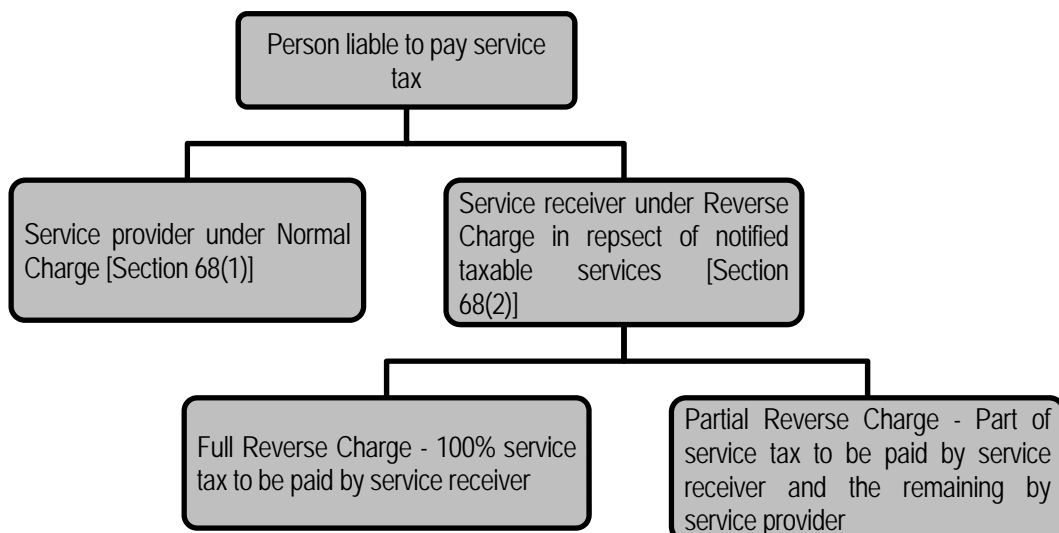 Person liable to pay service
tax
Service provider under Normal
Charge [Section 68(1)]
Service receiver under Reverse
Charge in repsect of notified
taxable services [Section
68(2)]
Full Reverse Charge - 100% service
tax to be paid by service receiver
Partial Reverse Charge - Part of
service tax to be paid by service
receiver and the remaining by
service provider